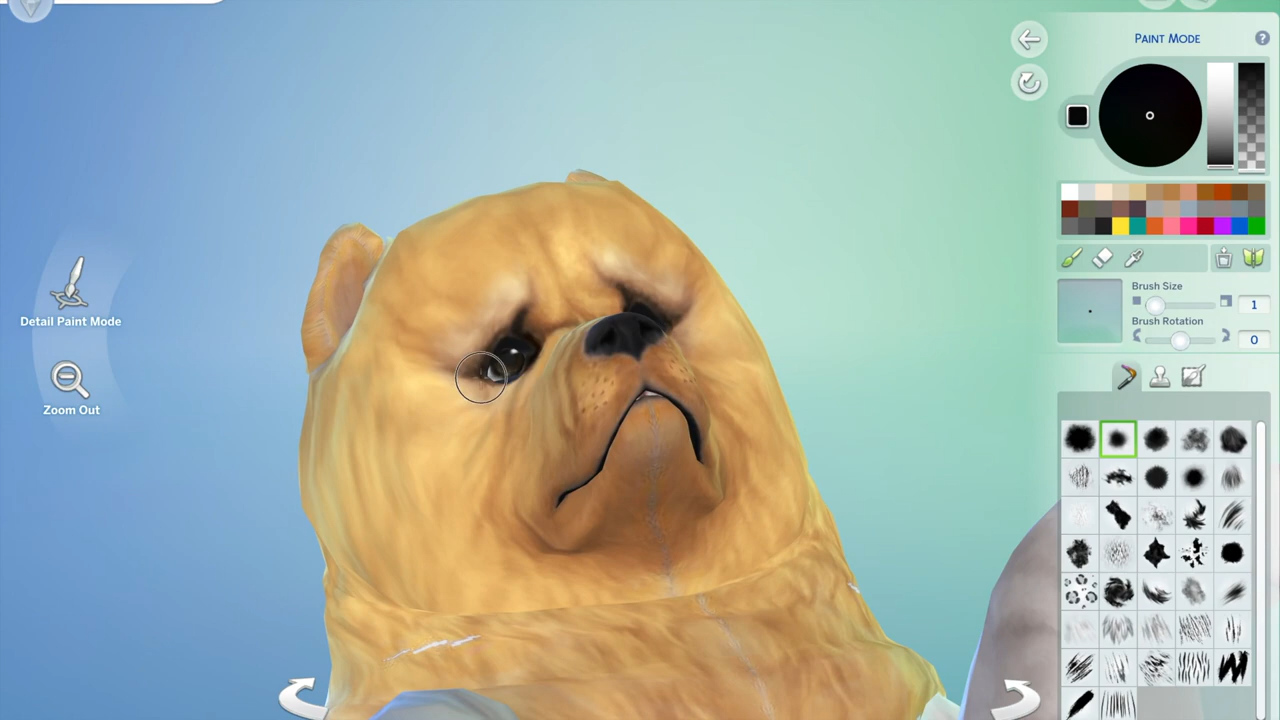 PAINT MODE
?
Brush Size
1
Brush Rotation
0
Detail Paint Mode
Zoom Out